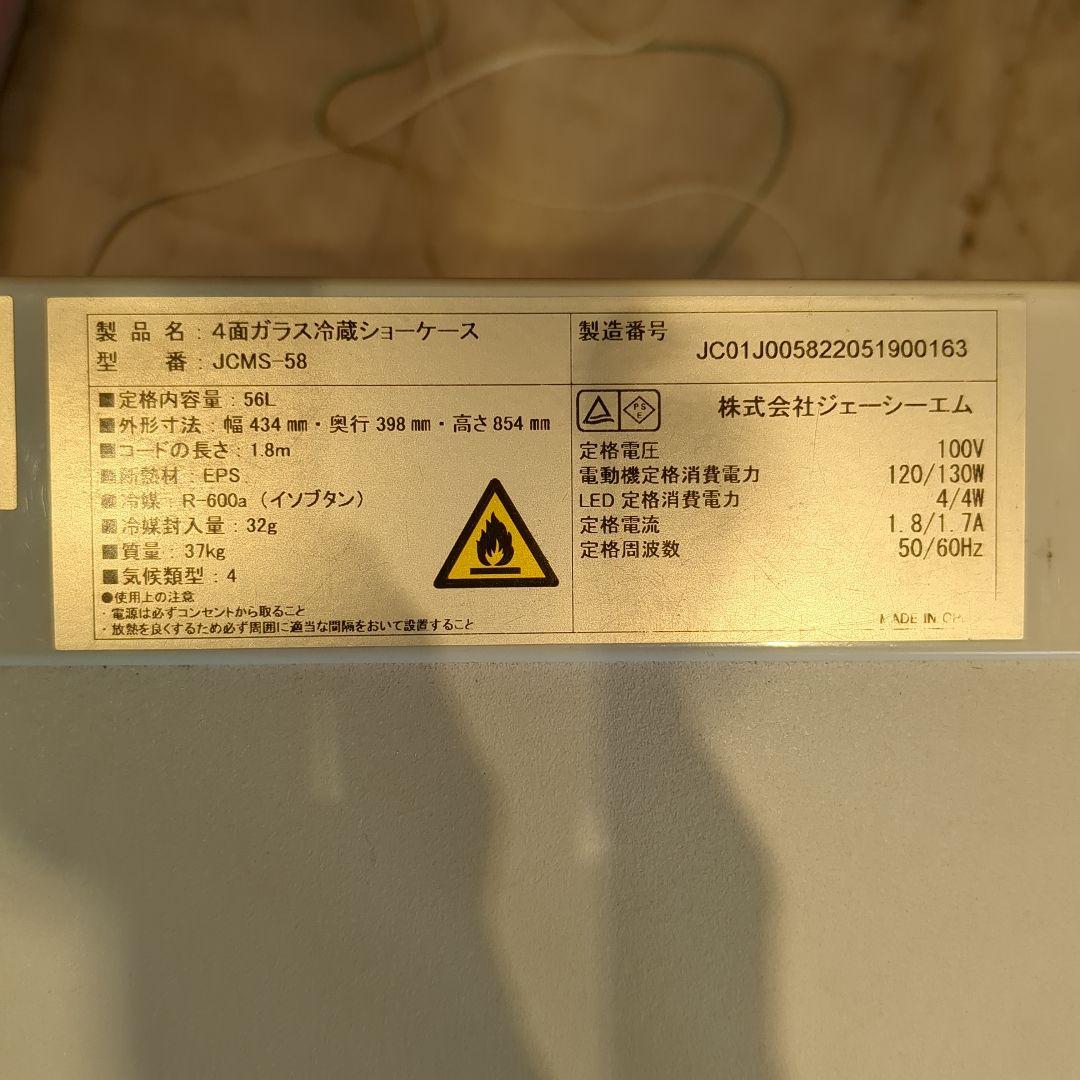 製品名：4面ガラス冷蔵ショーケース
型番：JCMS-58
製造番号
JC01J005822051900163
■定格内容量：56L
■外形寸法：幅 434 mm・奥行 398 mm・高さ 854 mm
■コードの長さ：1.8m
■断熱材：EPS
■冷媒：R-600a（イソブタン）
■冷媒封入量：32g
■質量：37kg
■気候類型：4
●使用上の注意
・電源は必ずコンセントから取ること
・放熱を良くするため必ず周囲に適当な間隔をおいて設置すること
PSE
株式会社ジェーシーエム
定格電圧 100V
電動機定格消費電力 120/130W
LED 定格消費電力 4/4W
定格電流 1.8/1.7A
定格周波数 50/60Hz
MADE IN